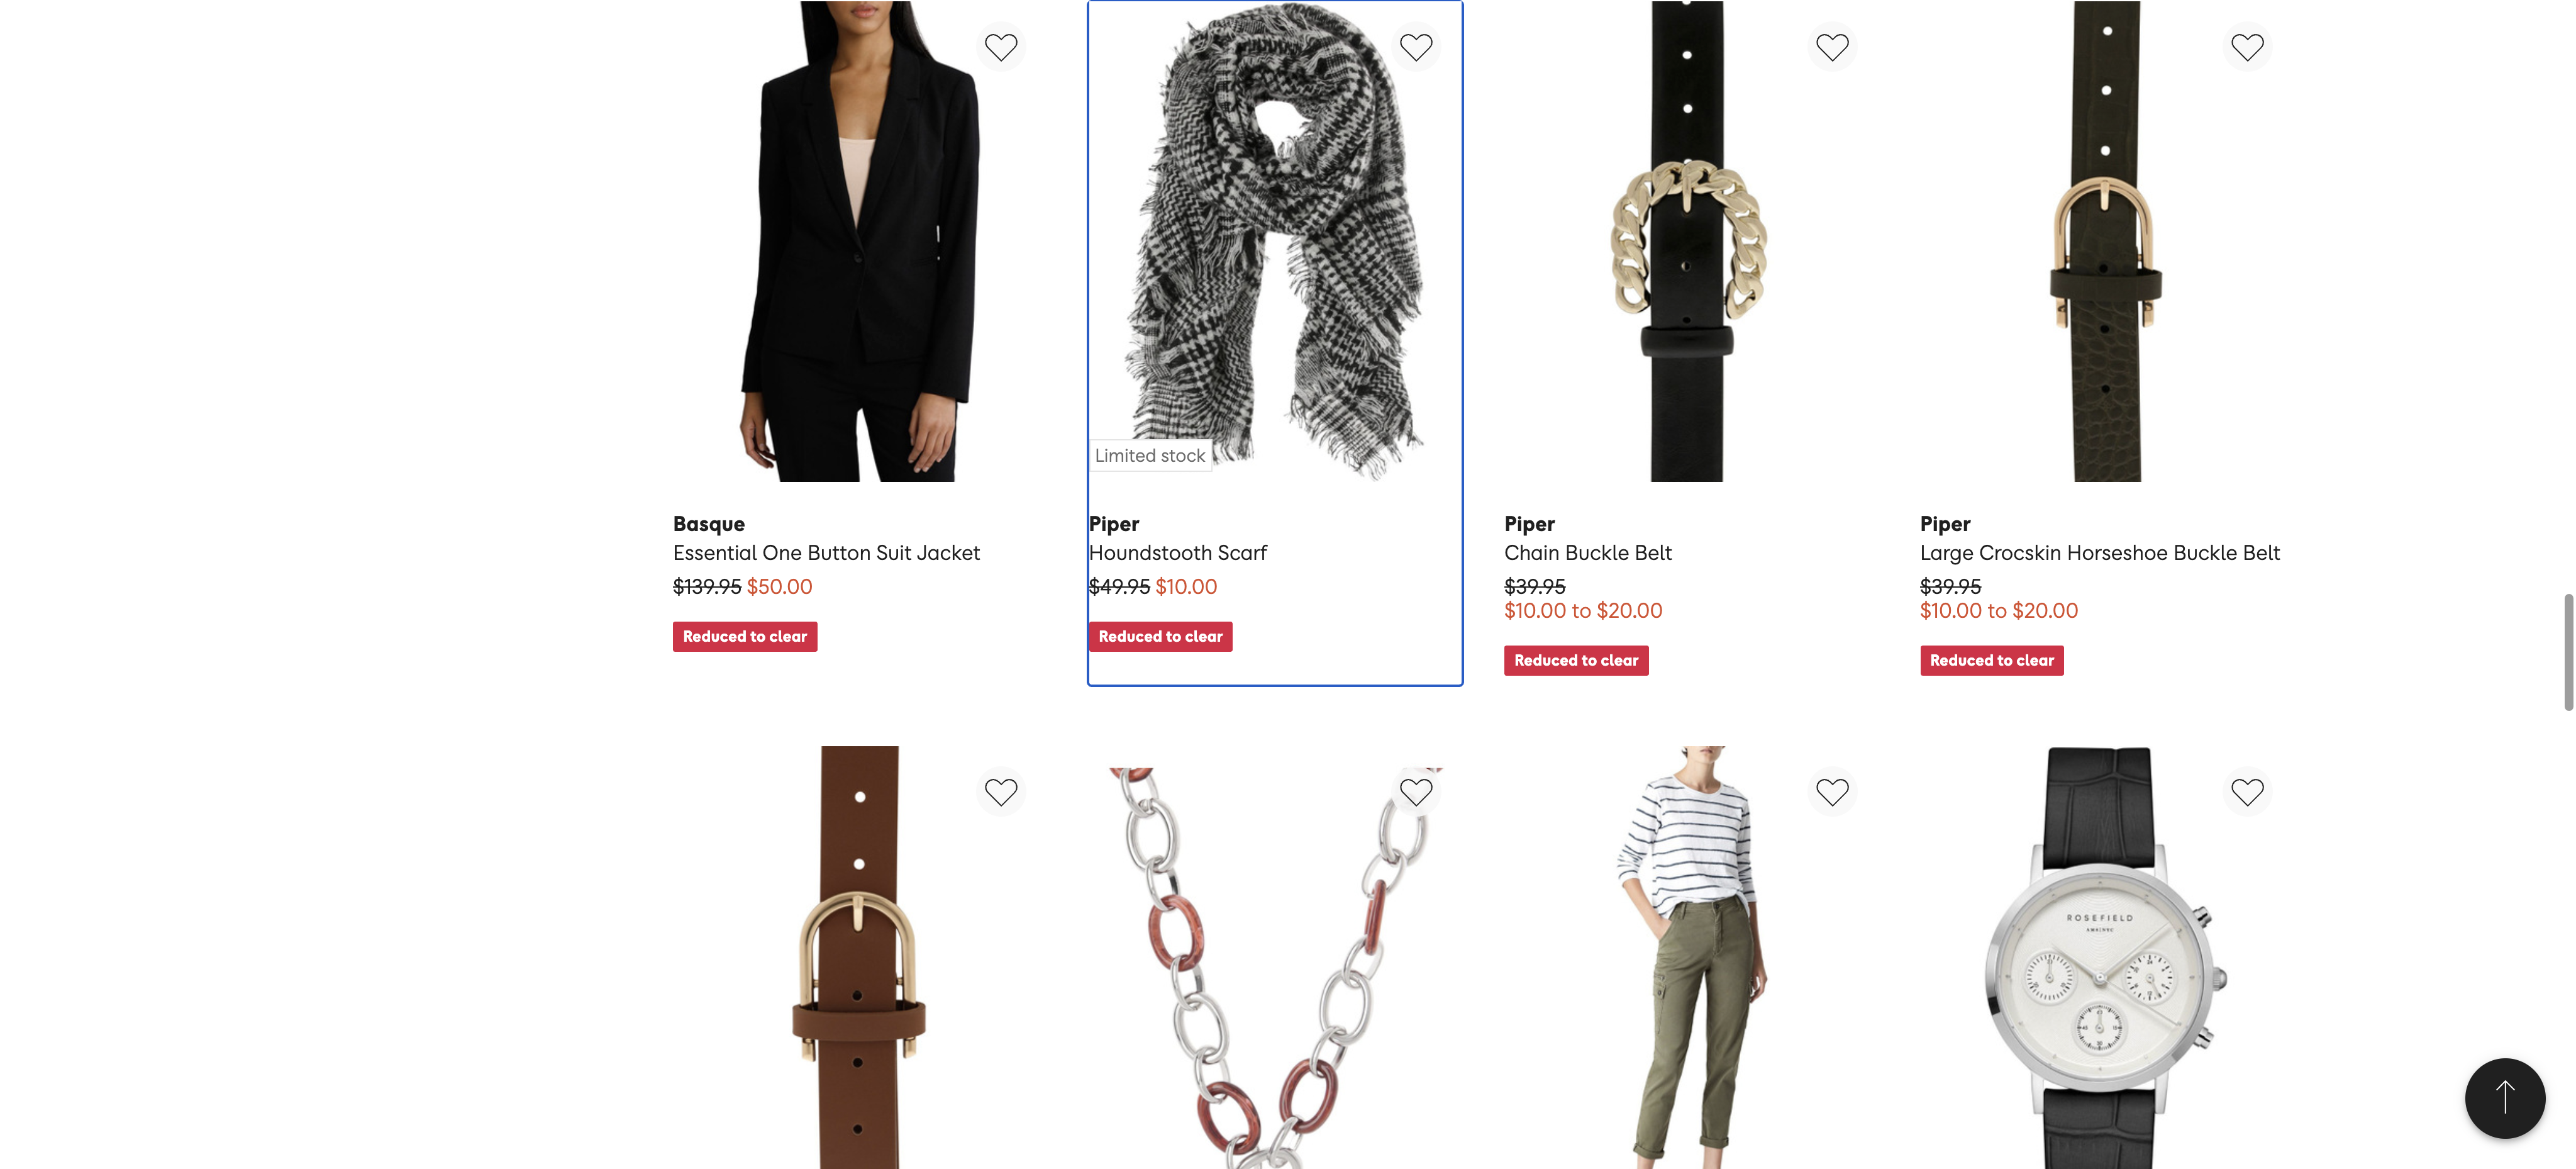 Limited stock
Basque
Essential One Button Suit Jacket
$139.95 $50.00
Reduced to clear
Piper
Houndstooth Scarf
$49.95 $10.00
Reduced to clear
Piper
Chain Buckle Belt
$39.95
$10.00 to $20.00
Reduced to clear
Piper
Large Crocskin Horseshoe Buckle Belt
$39.95
$10.00 to $20.00
Reduced to clear
ROSEFIELD